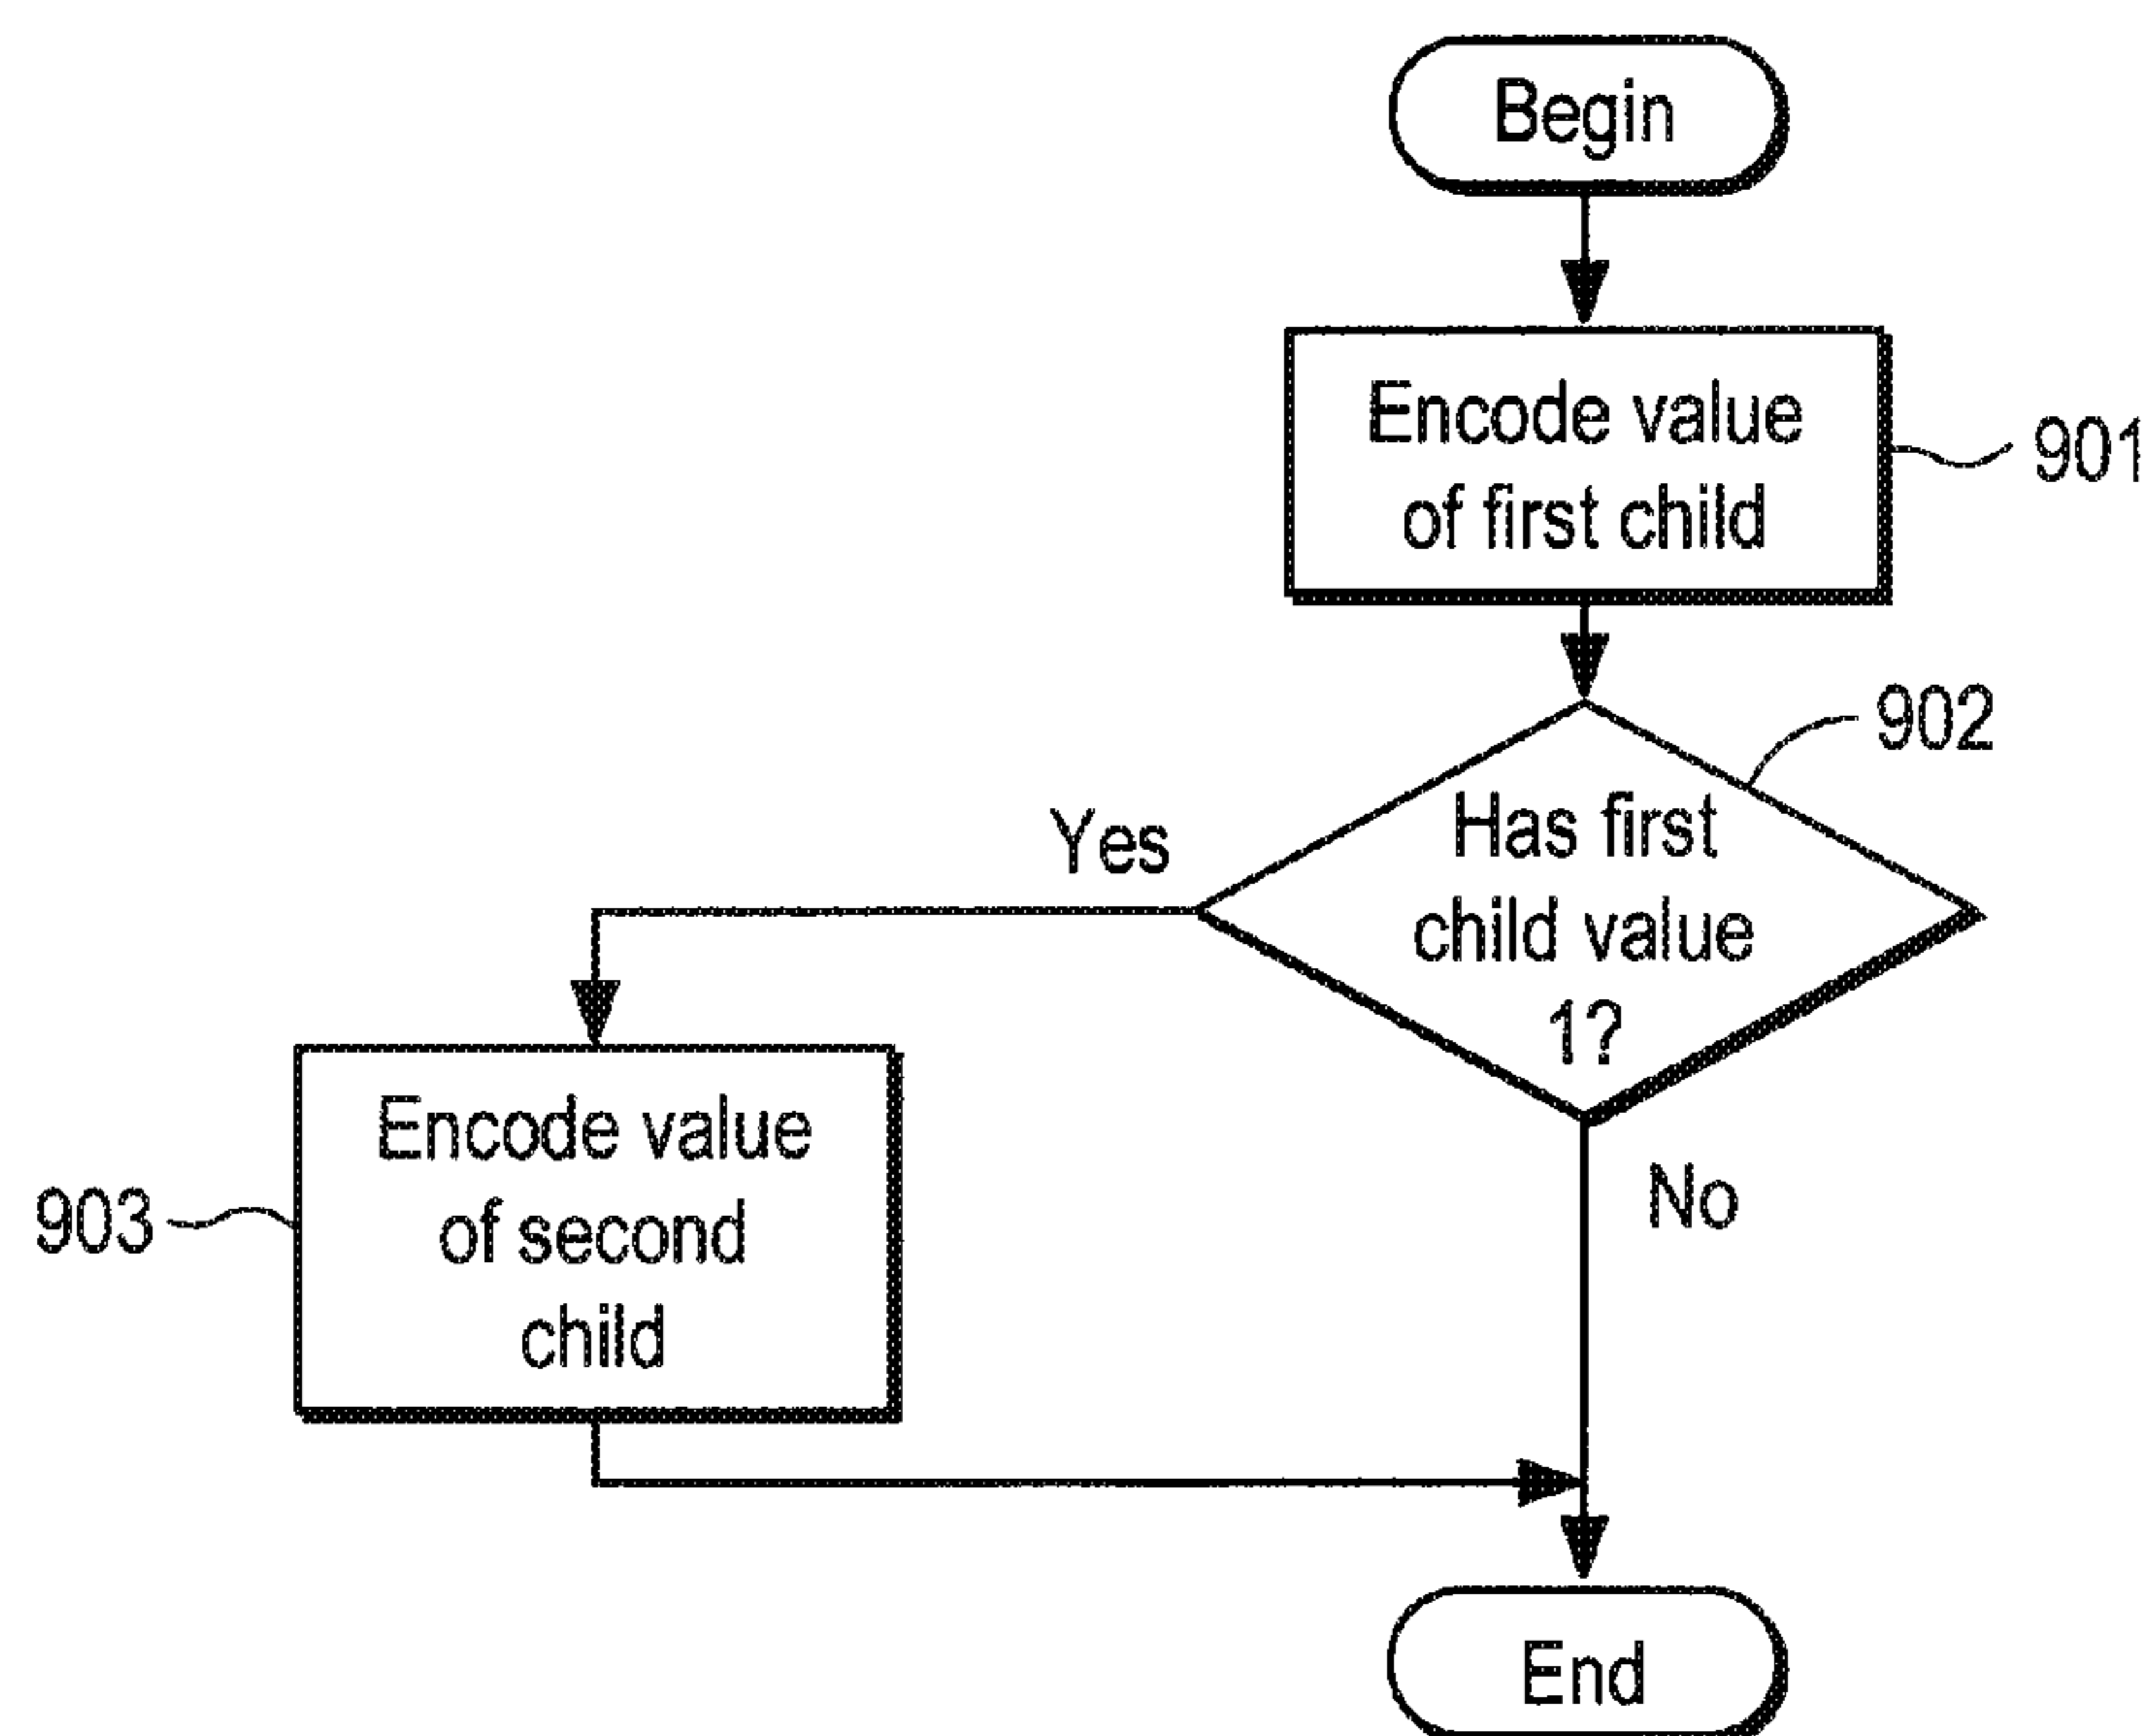 Begin
Encode value
of first child
901
902
Has first
child value
1?
Yes
No
Encode value
of second
child
903
End